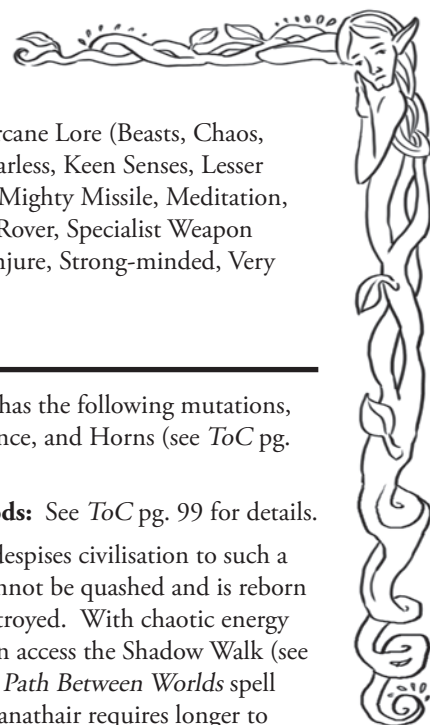 rcane Lore (Beasts, Chaos,
arless, Keen Senses, Lesser
Mighty Missile, Meditation,
Rover, Specialist Weapon
njure, Strong-minded, Very
has the following mutations,
nce, and Horns (see ToC pg.
ods: See ToC pg. 99 for details.
despises civilisation to such a
nnot be quashed and is reborn
troyed. With chaotic energy
n access the Shadow Walk (see
Path Between Worlds spell
anathair requires longer to